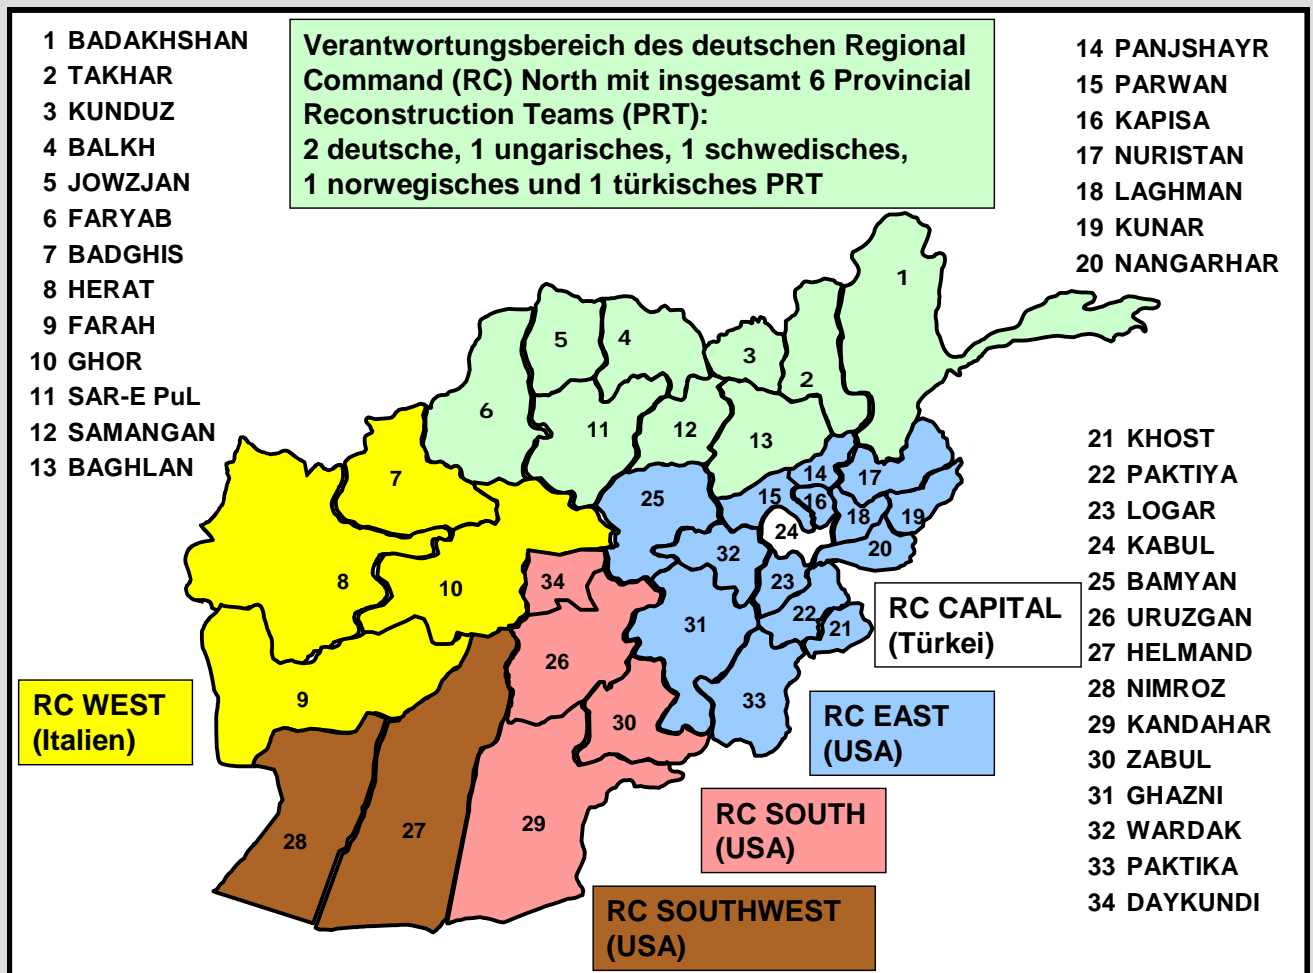 1 BADAKHSHAN
2 TAKHAR
3 KUNDUZ
4 BALKH
5 JOWZJAN
6 FARYAB
7 BADGHIS
8 HERAT
9 FARAH
10 GHOR
11 SAR-E PuL
12 SAMANGAN
13 BAGHLAN
Verantwortungsbereich des deutschen Regional
Command (RC) North mit insgesamt 6 Provincial
Reconstruction Teams (PRT):
2 deutsche, 1 ungarisches, 1 schwedisches,
1 norwegisches und 1 türkisches PRT
14 PANJSHAYR
15 PARWAN
16 KAPISA
17 NURISTAN
18 LAGHMAN
19 KUNAR
20 NANGARHAR
21 KHOST
22 PAKTIYA
23 LOGAR
24 KABUL
25 BAMYAN
26 URUZGAN
27 HELMAND
28 NIMROZ
29 KANDAHAR
30 ZABUL
31 GHAZNI
32 WARDAK
33 PAKTIKA
34 DAYKUNDI
1
5
4
3
2
6
11
12
13
7
25
14
17
15
16
18
19
24
20
32
8
10
34
23
31
22
21
26
9
30
33
28
27
29
RC CAPITAL
(Türkei)
RC WEST
(Italien)
RC EAST
(USA)
RC SOUTH
(USA)
RC SOUTHWEST
(USA)